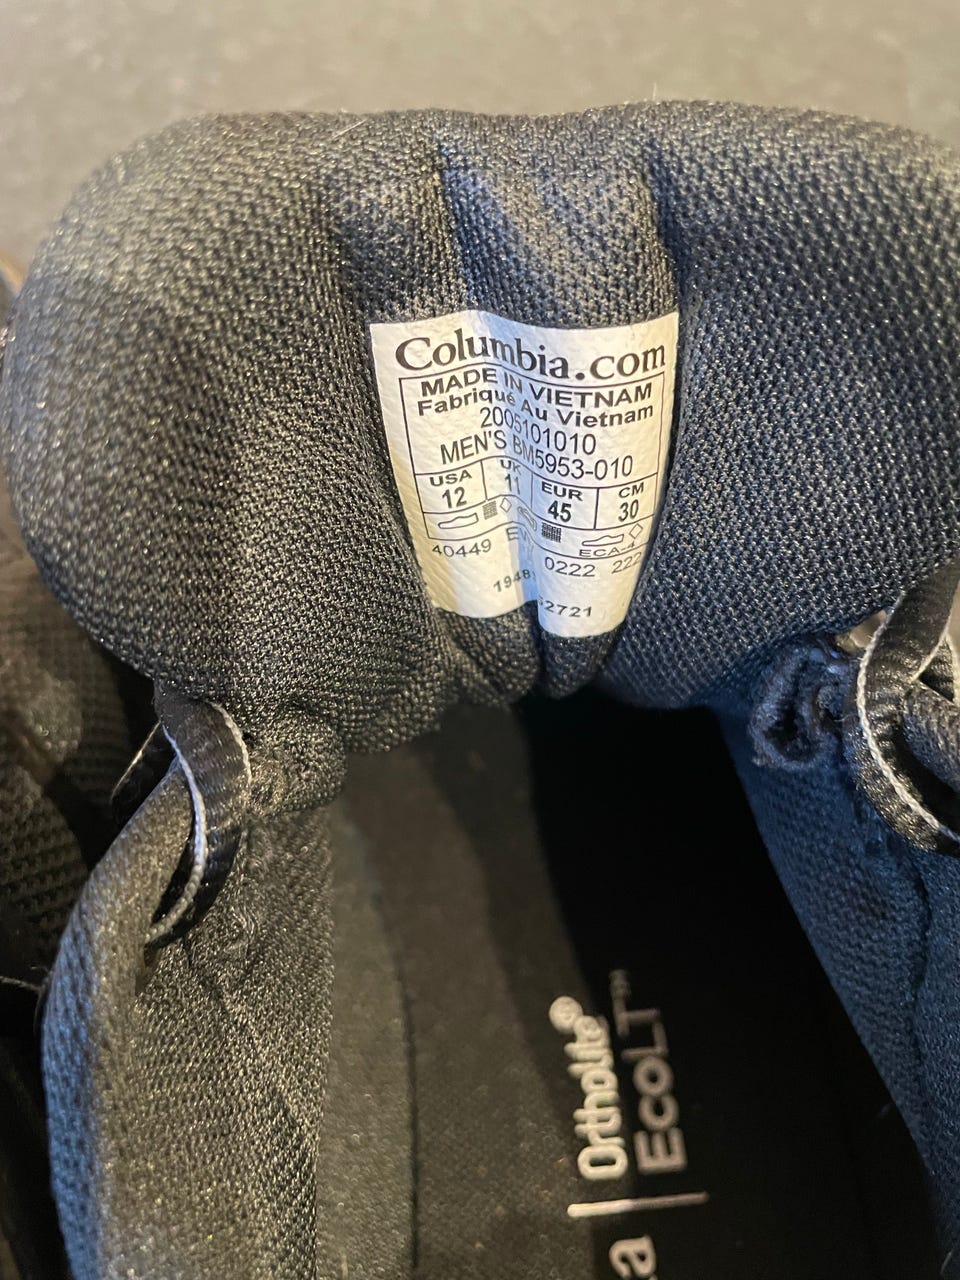 Columbia.com
MADE IN VIETNAM
Fabriqué Au Vietnam
2005101010
MEN'S BM5953-010
USA UK EUR CM
12 11 45 30
40449 0222
OrthoLite®
ECOLT™
a